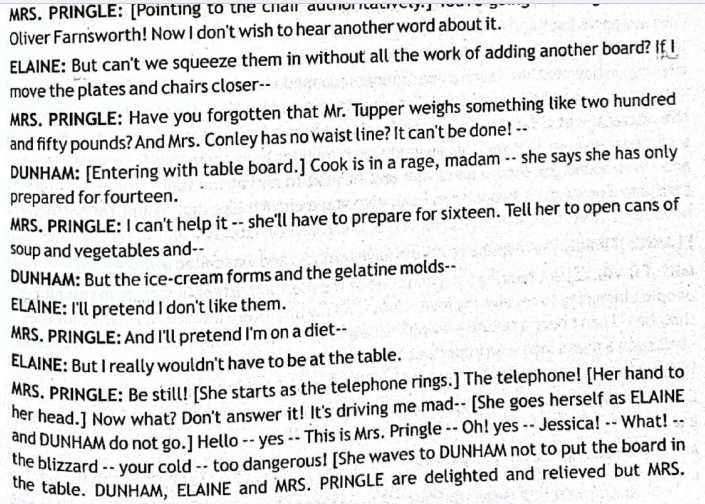 MRS. PRINGLE: [Pointing to the chair authoritatively.]
Oliver Farnsworth! Now I don't wish to hear another word about it.
ELAINE: But can't we squeeze them in without all the work of adding another board? If I
move the plates and chairs closer--
MRS. PRINGLE: Have you forgotten that Mr. Tupper weighs something like two hundred
and fifty pounds? And Mrs. Conley has no waist line? It can't be done! --
DUNHAM: [Entering with table board.] Cook is in a rage, madam -- she says she has only
prepared for fourteen.
MRS. PRINGLE: I can't help it -- she'll have to prepare for sixteen. Tell her to open cans of
soup and vegetables and--
DUNHAM: But the ice-cream forms and the gelatine molds--
ELAINE: I'll pretend I don't like them.
MRS. PRINGLE: And I'll pretend I'm on a diet--
ELAINE: But I really wouldn't have to be at the table.
MRS. PRINGLE: Be still! [She starts as the telephone rings.] The telephone! [Her hand to
her head.] Now what? Don't answer it! It's driving me mad-- [She goes herself as ELAINE
and DUNHAM do not go.] Hello -- yes -- This is Mrs. Pringle -- Oh! yes -- Jessica! -- What! --
the blizzard -- your cold -- too dangerous! [She waves to DUNHAM not to put the board in
the table. DUNHAM, ELAINE and MRS. PRINGLE are delighted and relieved but MRS.